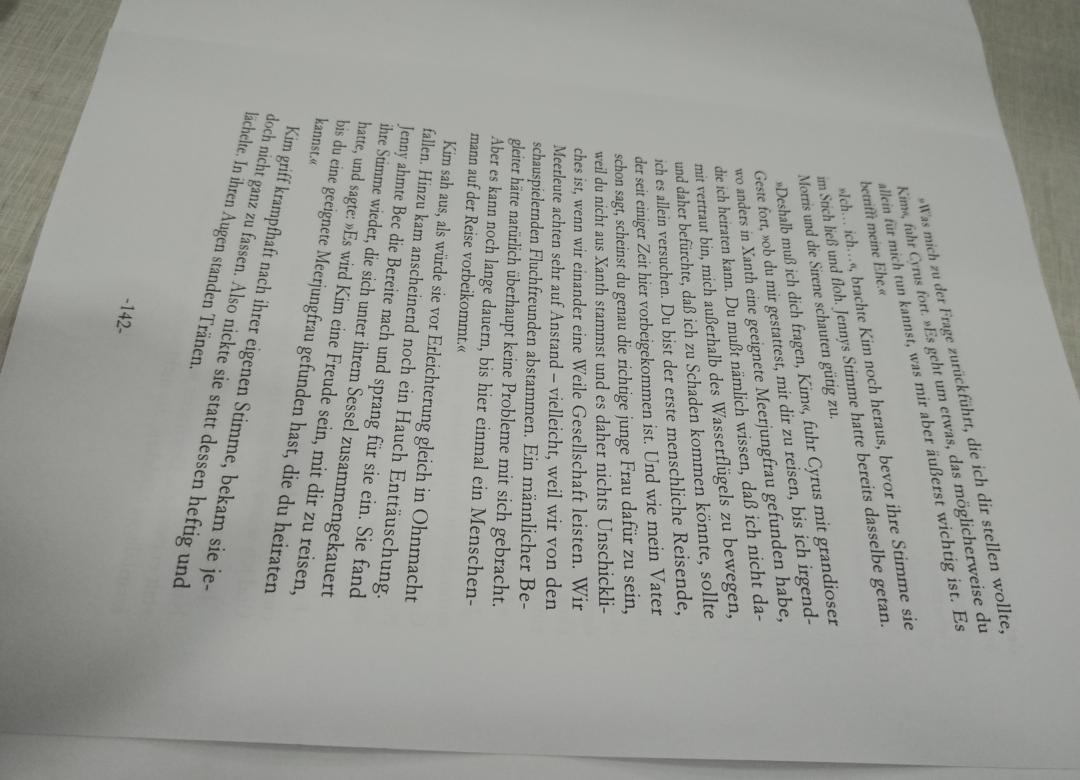 »Was mich zu der Frage zurückführt, die ich dir stellen wollte,
Kim«, fuhr Cyrus fort. »Es geht um etwas, das möglicherweise du
allein für mich tun kannst, was mir aber äußerst wichtig ist. Es
betrifft meine Ehe.«
»Ich… ich…«, brachte Kim noch heraus, bevor ihre Stimme sie
im Stich ließ und floh. Jennys Stimme hatte bereits dasselbe getan.
Morris und die Sirene schauten gütig zu.
»Deshalb muß ich dich fragen, Kim«, fuhr Cyrus mit grandioser
Geste fort, »ob du mir gestattest, mit dir zu reisen, bis ich irgend-
wo anders in Xanth eine geeignete Meerjungfrau gefunden habe,
die ich heiraten kann. Du mußt nämlich wissen, daß ich nicht da-
mit vertraut bin, mich außerhalb des Wasserflügels zu bewegen,
und daher befürchte, daß ich zu Schaden kommen könnte, sollte
ich es allein versuchen. Du bist der erste menschliche Reisende,
der seit einiger Zeit hier vorbeigekommen ist. Und wie mein Vater
schon sagt, scheinst du genau die richtige junge Frau dafür zu sein,
weil du nicht aus Xanth stammst und es daher nichts Unschickli-
ches ist, wenn wir einander eine Weile Gesellschaft leisten. Wir
Meerleute achten sehr auf Anstand – vielleicht, weil wir von den
schauspielernden Fluchfreunden abstammen. Ein männlicher Be-
gleiter hätte natürlich überhaupt keine Probleme mit sich gebracht.
Aber es kann noch lange dauern, bis hier einmal ein Menschen-
mann auf der Reise vorbeikommt.«
Kim sah aus, als würde sie vor Erleichterung gleich in Ohnmacht
fallen. Hinzu kam anscheinend noch ein Hauch Enttäuschung.
Jenny ahmte Bec die Bereite nach und sprang für sie ein. Sie fand
ihre Stimme wieder, die sich unter ihrem Sessel zusammengekauert
hatte, und sagte: »Es wird Kim eine Freude sein, mit dir zu reisen,
bis du eine geeignete Meerjungfrau gefunden hast, die du heiraten
kannst.«
Kim griff krampfhaft nach ihrer eigenen Stimme, bekam sie je-
doch nicht ganz zu fassen. Also nickte sie statt dessen heftig und
lächelte. In ihren Augen standen Tränen.
-142-